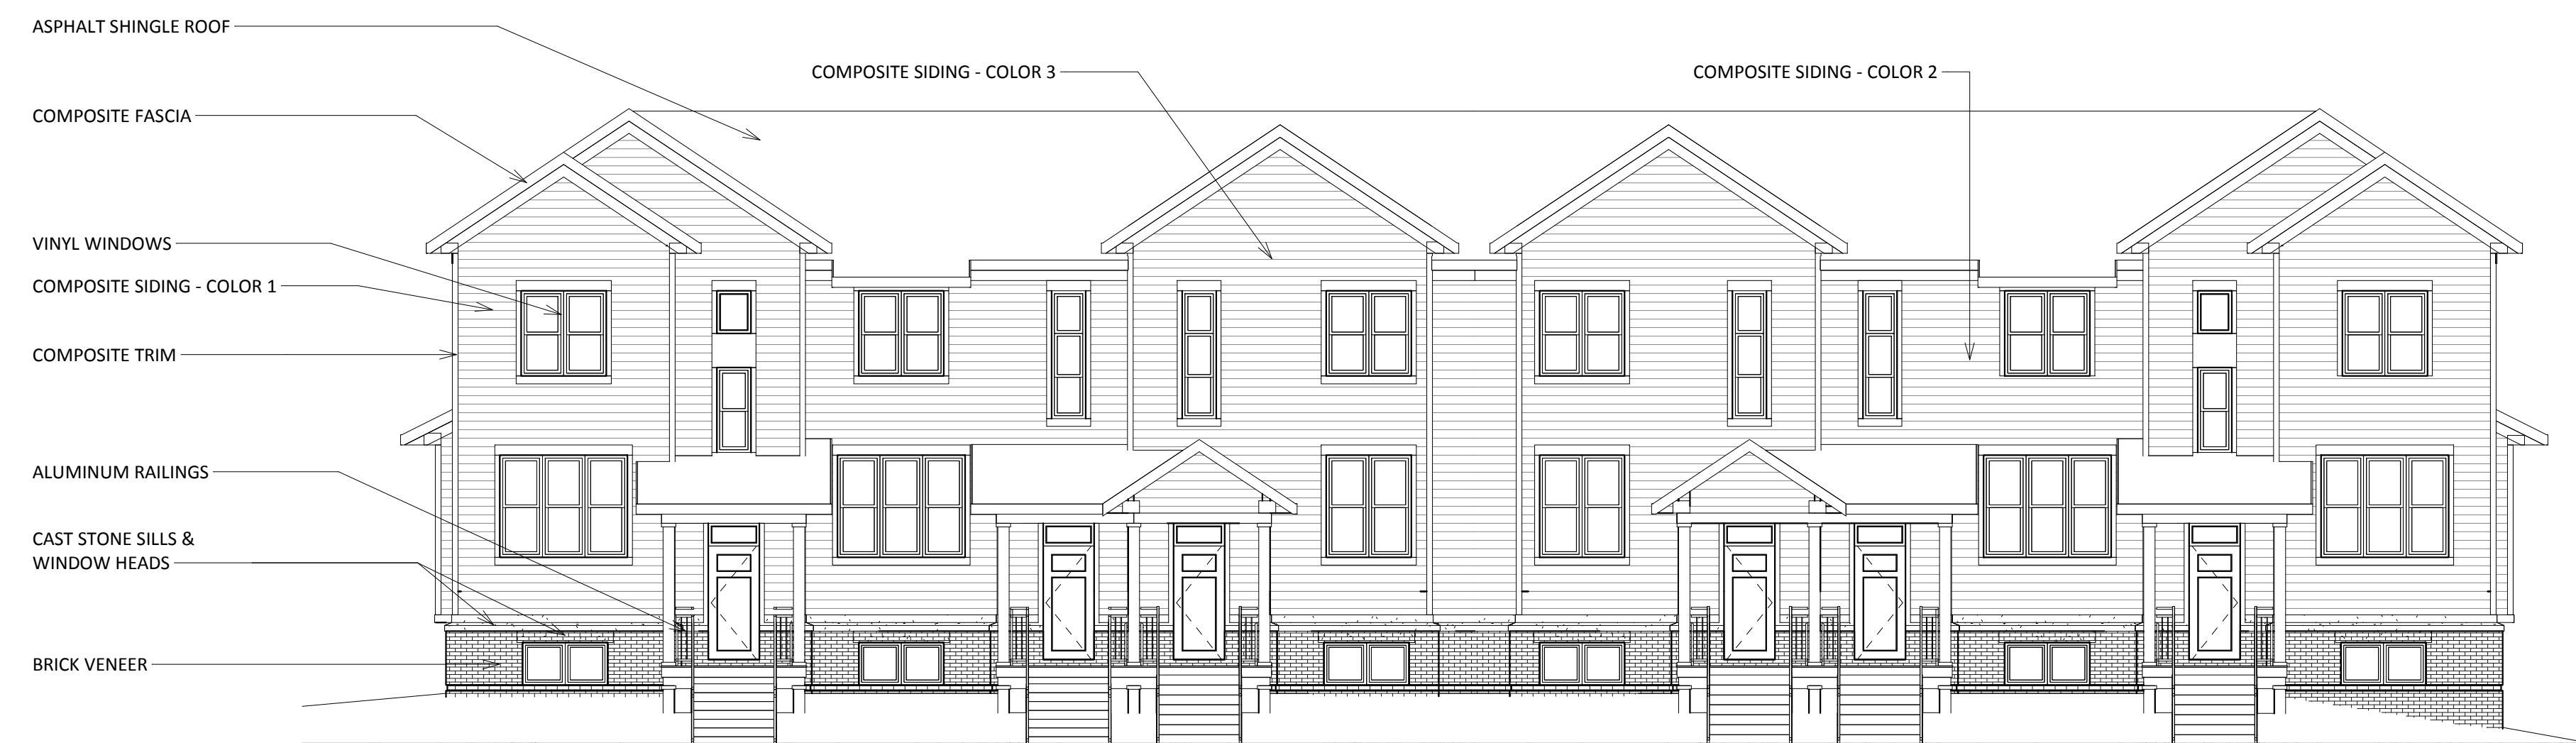 ASPHALT SHINGLE ROOF
COMPOSITE SIDING - COLOR 3
COMPOSITE SIDING - COLOR 2
COMPOSITE FASCIA
VINYL WINDOWS
COMPOSITE SIDING - COLOR 1
COMPOSITE TRIM
ALUMINUM RAILINGS
CAST STONE SILLS &
WINDOW HEADS
BRICK VENEER